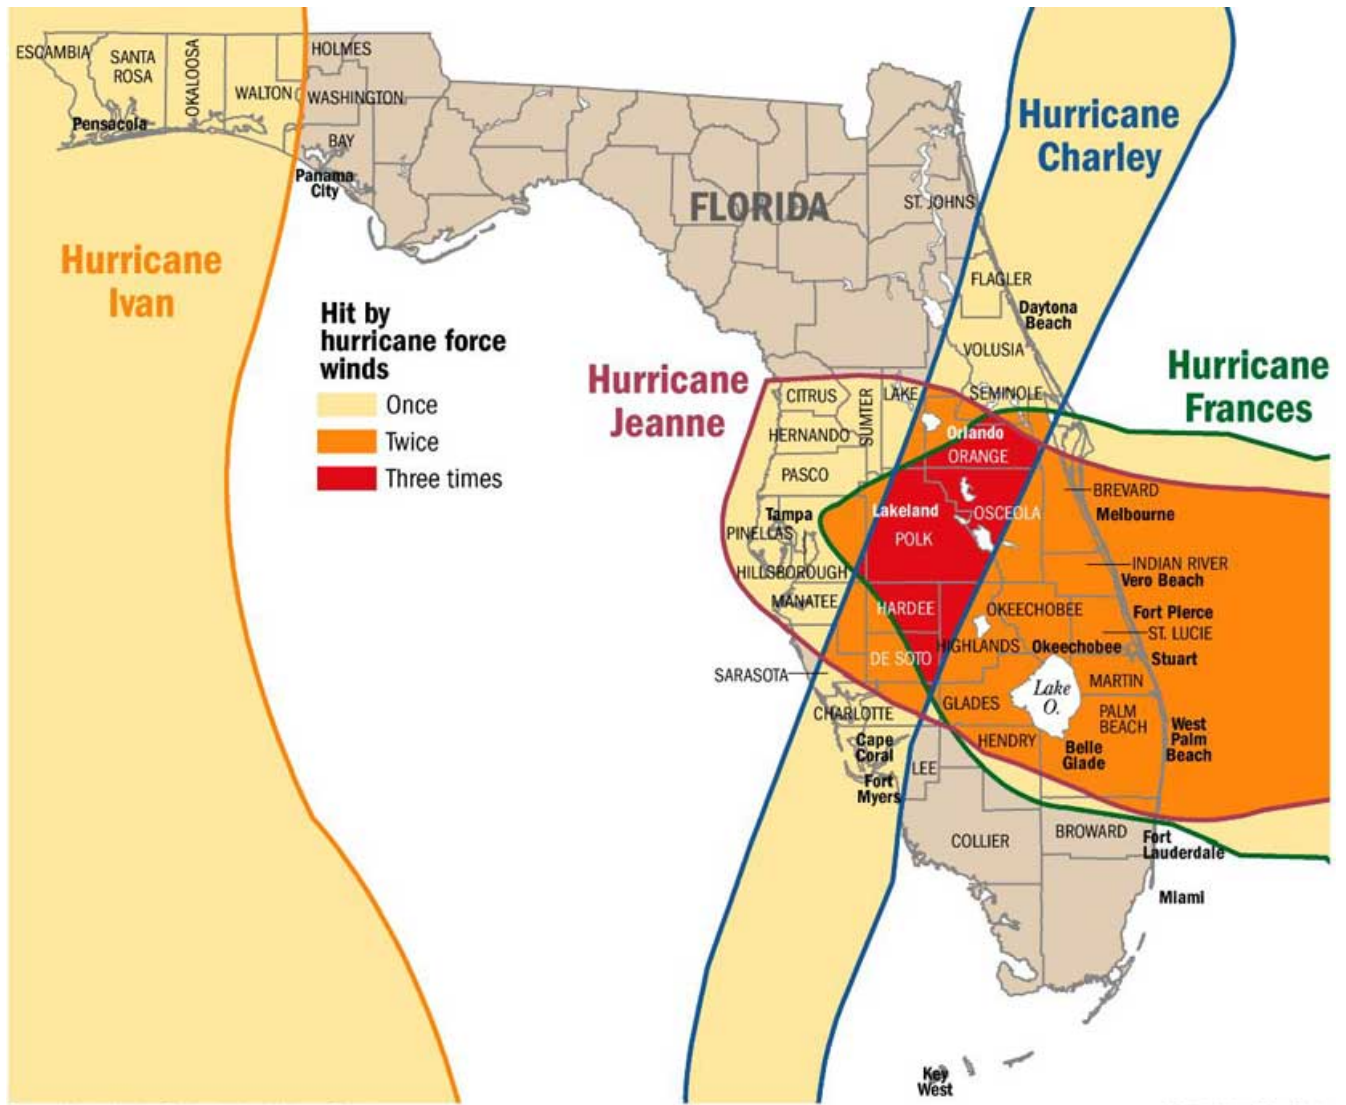 ESCAMBIA
SANTA
ROSA
OKALOOSA
WALTON
HOLMES
WASHINGTON
BAY
Pensacola
Panama
City
Hurricane
Charley
FLORIDA
ST. JOHNS
Hurricane
Ivan
FLAGLER
Daytona
Beach
VOLUSIA
Hit by
hurricane force
winds
Once
Twice
Three times
Hurricane
Jeanne
Hurricane
Frances
CITRUS
SUMTER
LAKE
SEMINOLE
HERNANDO
Orlando
ORANGE
PASCO
BREVARD
Melbourne
Tampa
PINELLAS
Lakeland
OSCEOLA
POLK
HILLSBOROUGH
INDIAN RIVER
Vero Beach
MANATEE
HARDEE
OKEECHOBEE
Fort Pierce
ST. LUCIE
HIGHLANDS
Okeechobee
Stuart
DE SOTO
SARASOTA
Lake
O.
MARTIN
GLADES
CHARLOTTE
PALM
BEACH
West
Palm
Beach
Cape
Coral
HENDRY
Belle
Glade
LEE
Fort
Myers
COLLIER
BROWARD
Fort
Lauderdale
Miami
Key
West